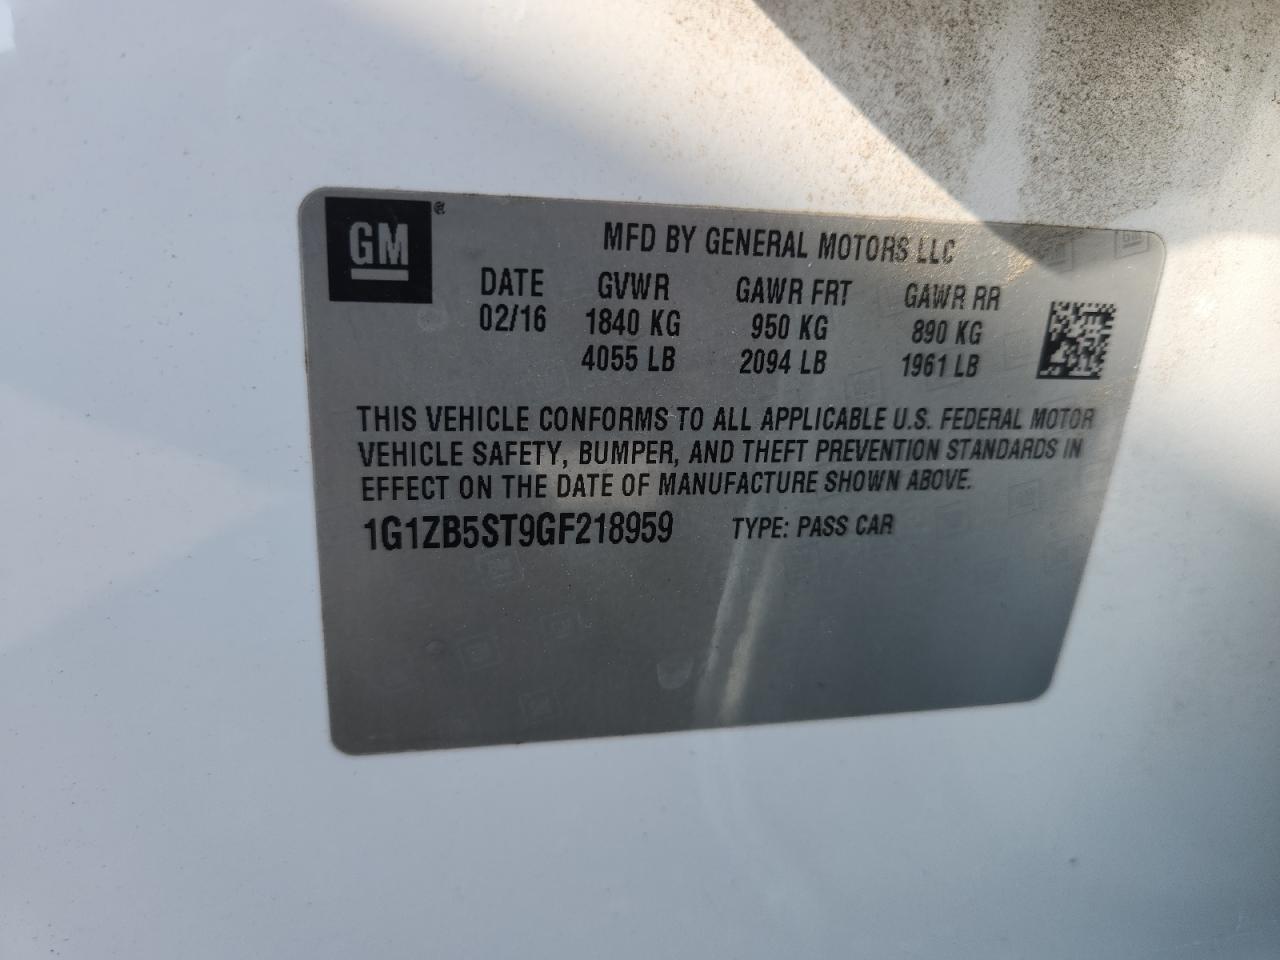 GM®
MFD BY GENERAL MOTORS LLC
DATE GVWR GAWR FRT GAWR RR
02/16 1840 KG 950 KG 890 KG
4055 LB 2094 LB 1961 LB
THIS VEHICLE CONFORMS TO ALL APPLICABLE U.S. FEDERAL MOTOR
VEHICLE SAFETY, BUMPER, AND THEFT PREVENTION STANDARDS IN
EFFECT ON THE DATE OF MANUFACTURE SHOWN ABOVE.
1G1ZB5ST9GF218959 TYPE: PASS CAR